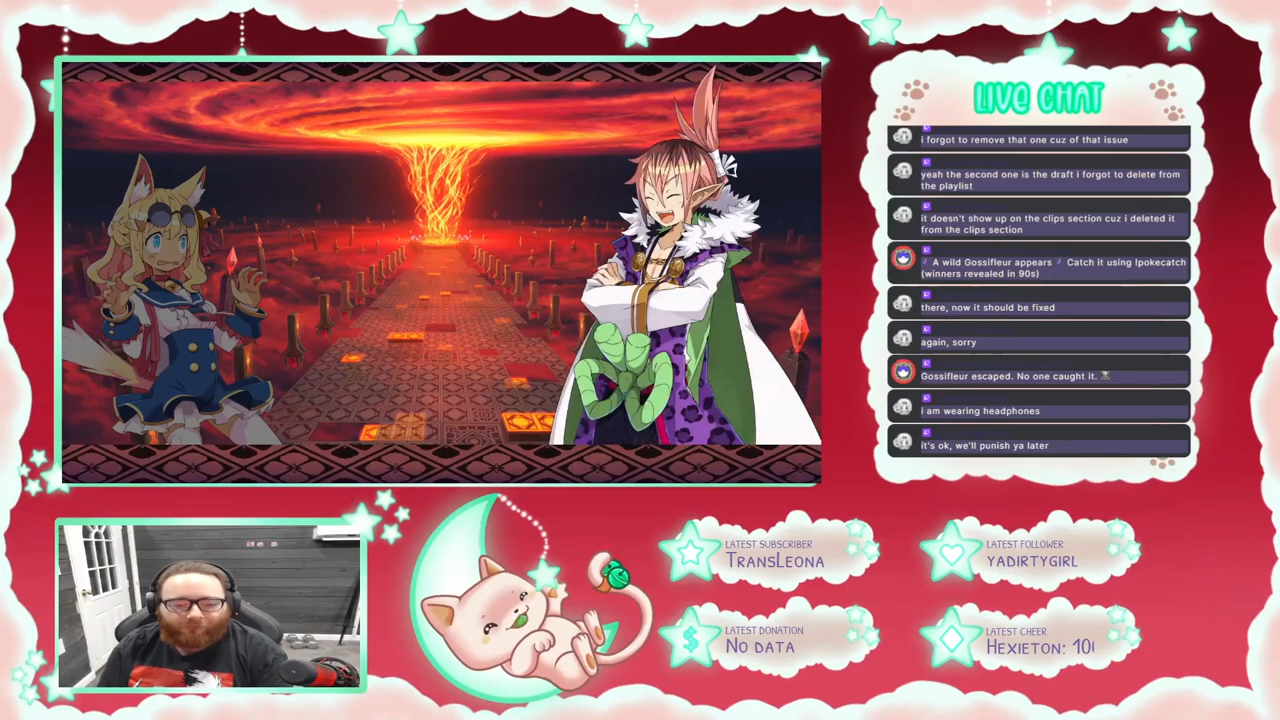 LIVE CHAT
i forgot to remove that one cuz of that issue
yeah the second one is the draft i forgot to delete from
the playlist
it doesn't show up on the clips section cuz i deleted it
from the clips section
A wild Gossifleur appears Catch it using !pokecatch
(winners revealed in 90s)
there, now it should be fixed
again, sorry
Gossifleur escaped. No one caught it.
i am wearing headphones
it's ok, we'll punish ya later
LATEST SUBSCRIBER
TRANSLEONA
LATEST FOLLOWER
YADIRTYGIRL
LATEST DONATION
NO DATA
LATEST CHEER
HEXIETON: 10